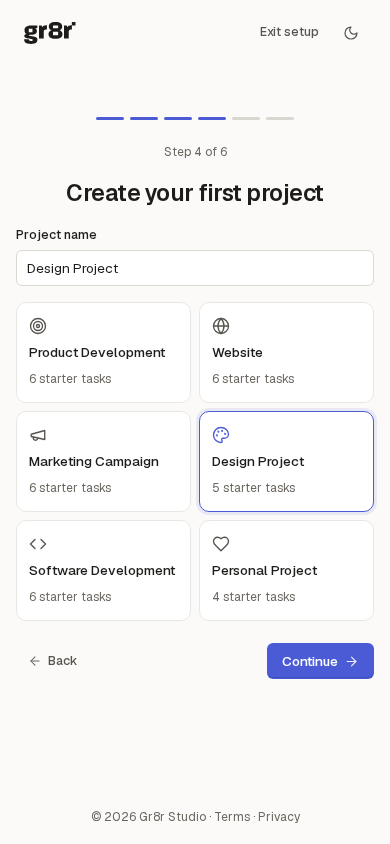 gr8r
Exit setup
Step 4 of 6
Create your first project
Project name
Design Project
Product Development
6 starter tasks
Website
6 starter tasks
Marketing Campaign
6 starter tasks
Design Project
5 starter tasks
Software Development
6 starter tasks
Personal Project
4 starter tasks
Back
Continue
© 2026 Gr8r Studio · Terms · Privacy